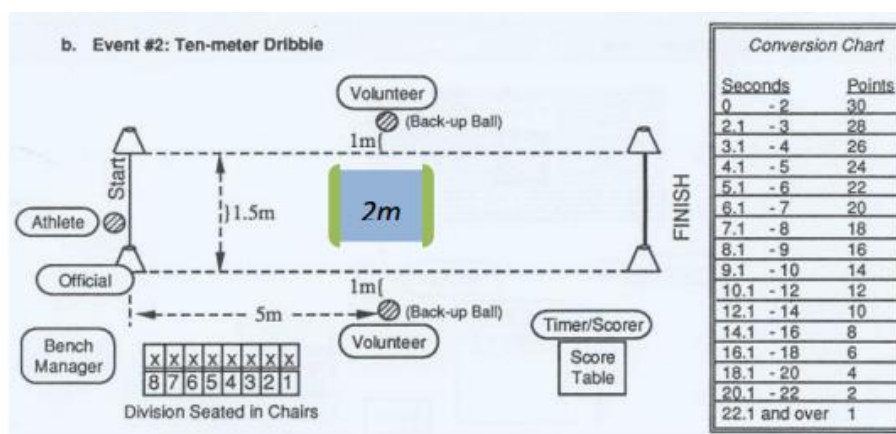 b. Event #2: Ten-meter Dribble
Volunteer
(Back-up Ball)
1m{
Start
}1.5m
2m
FINISH
Athlete
Official
1m{
5m
(Back-up Ball)
Volunteer
Timer/Scorer
Score
Table
Bench
Manager
x x x x x x x x
8 7 6 5 4 3 2 1
Division Seated in Chairs
Conversion Chart
Seconds Points
0 - 2 30
2.1 - 3 28
3.1 - 4 26
4.1 - 5 24
5.1 - 6 22
6.1 - 7 20
7.1 - 8 18
8.1 - 9 16
9.1 - 10 14
10.1 - 12 12
12.1 - 14 10
14.1 - 16 8
16.1 - 18 6
18.1 - 20 4
20.1 - 22 2
22.1 and over 1